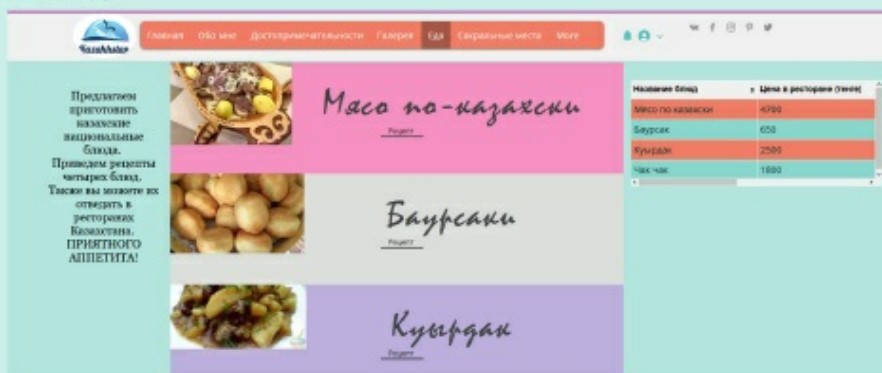 Kazakhstan
Главная Обо мне Достопримечательности Галерея Еда Сакральные места More
Предлагаем
приготовить
казахские
национальные
блюда.
Приведем рецепты
четырех блюд.
Также вы можете их
отведать в
ресторанах
Казахстана.
ПРИЯТНОГО
АППЕТИТА!
Мясо по-казахски
Рецепт
Баурсаки
Рецепт
Куырдак
Рецепт
Название блюд Цена в ресторане (тенге)
Мясо по казахски 4700
Баурсак 650
Куырдак 2500
Чак чак 1800